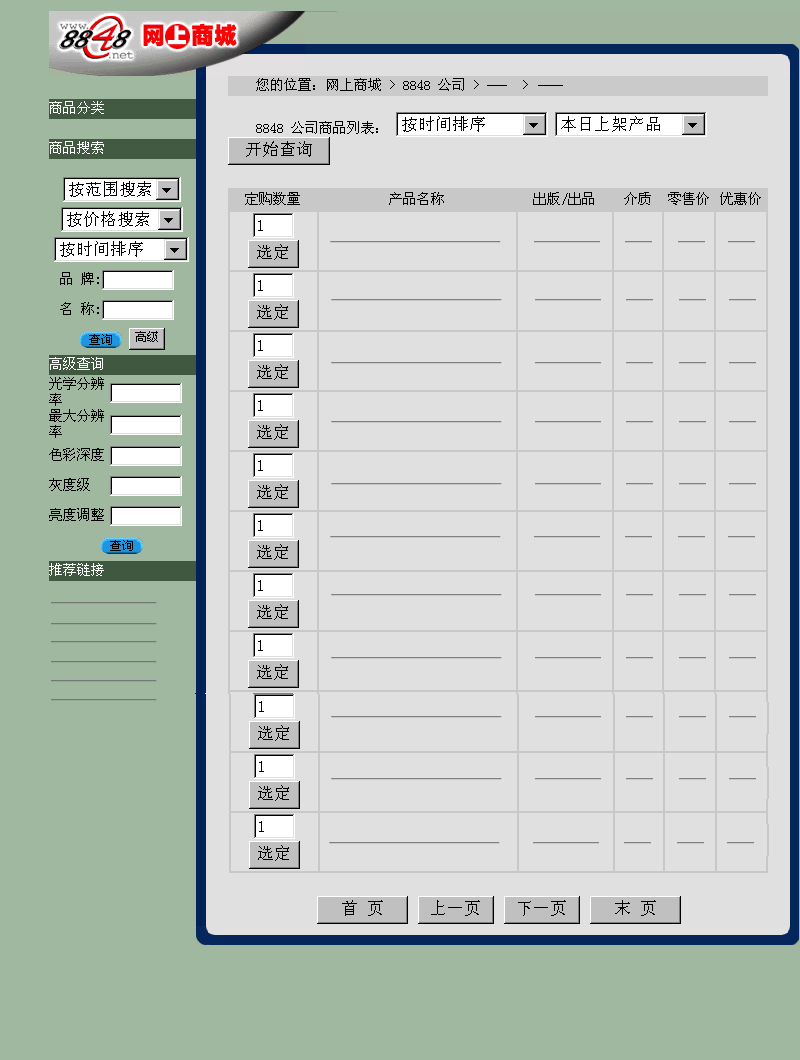 www.
8848
.net
网上商城
您的位置: 网上商城 > 8848 公司 > —— > ——
商品分类
8848 公司商品列表:
按时间排序
本日上架产品
开始查询
商品搜索
按范围搜索
按价格搜索
按时间排序
品 牌:
名 称:
查询
高级
高级查询
光学分辨
率
最大分辨
率
色彩深度
灰度级
亮度调整
查询
推荐链接
定购数量 产品名称 出版/出品 介质 零售价 优惠价
1
选定
1
选定
1
选定
1
选定
1
选定
1
选定
1
选定
1
选定
1
选定
1
选定
1
选定
首 页 上一页 下一页 末 页